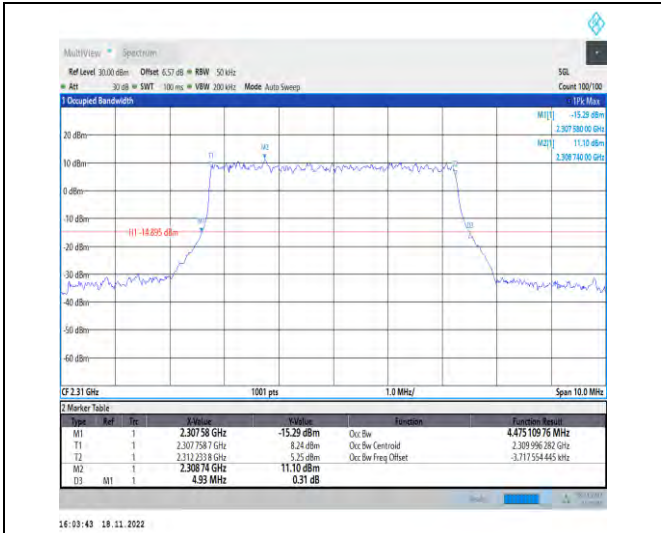 MultiView Spectrum
Ref Level 30.00 dBm Offset 6.57 dB RBW 50 kHz SGL
Att 30 dB SWT 100 ms VBW 200 kHz Mode Auto Sweep Count 100/100
1 Occupied Bandwidth 1Pk Max
M1[1] -15.29 dBm
2.307 580 00 GHz
M2[1] 11.10 dBm
2.308 740 00 GHz
20 dBm
M2
T1
10 dBm
0 dBm
-10 dBm
M1
D3
H1 -14.895 dBm
-20 dBm
-30 dBm
-40 dBm
-50 dBm
-60 dBm
CF 2.31 GHz 1001 pts 1.0 MHz/ Span 10.0 MHz
2 Marker Table
Type Ref Trc X-Value Y-Value Function Function Result
M1 1 2.307 58 GHz -15.29 dBm Occ Bw 4.475 109 76 MHz
T1 1 2.307 758 7 GHz 8.24 dBm Occ Bw Centroid 2.309 996 282 GHz
T2 1 2.312 233 8 GHz 5.25 dBm Occ Bw Freq Offset -3.717 554 445 kHz
M2 1 2.308 74 GHz 11.10 dBm
D3 M1 1 4.93 MHz 0.31 dB
16:03:43 18.11.2022